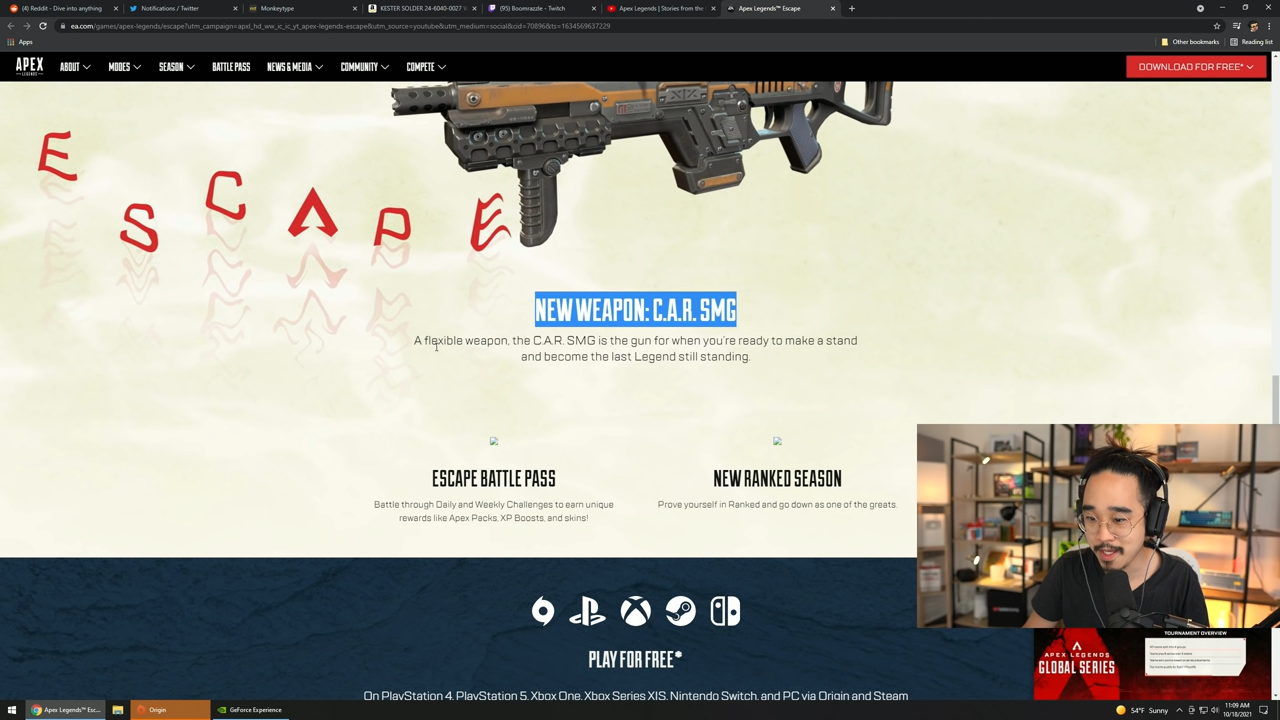 (4) Reddit - Dive into anything
Notifications / Twitter
Monkeytype
KESTER SOLDER 24-6040-0027
(95) Boomrazzle - Twitch
Apex Legends | Stories from the
Apex Legends™ Escape
ea.com/games/apex-legends/escape?utm_campaign=apxl_hd_ww_ic_ic_yt_apex-legends-escape&utm_source=youtube&utm_medium=social&cid=70896&ts=1634569637229
Apps
Other bookmarks
Reading list
APEX
LEGENDS
ABOUT
MODES
SEASON
BATTLE PASS
NEWS & MEDIA
COMMUNITY
COMPETE
DOWNLOAD FOR FREE*
XIX
ESCAPE
NEW WEAPON: C.A.R. SMG
A flexible weapon, the C.A.R. SMG is the gun for when you're ready to make a stand
and become the last Legend still standing.
ESCAPE BATTLE PASS
Battle through Daily and Weekly Challenges to earn unique
rewards like Apex Packs, XP Boosts, and skins!
NEW RANKED SEASON
Prove yourself in Ranked and go down as one of the greats.
PLAY FOR FREE*
On PlayStation 4, PlayStation 5, Xbox One, Xbox Series X|S, Nintendo Switch, and PC via Origin and Steam
APEX LEGENDS
GLOBAL SERIES
TOURNAMENT OVERVIEW
Apex Legends™ Esc...
Origin
GeForce Experience
54°F Sunny
11:09 AM
10/18/2021